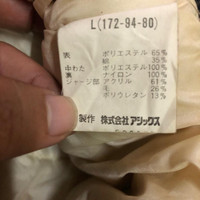 L(172-94-80)
表 ポリエステル 65%
綿 35%
中わた ポリエステル 100%
裏 ナイロン 100%
ジャージ部 アクリル 61%
毛 26%
ポリウレタン 13%
製作 株式会社アシックス